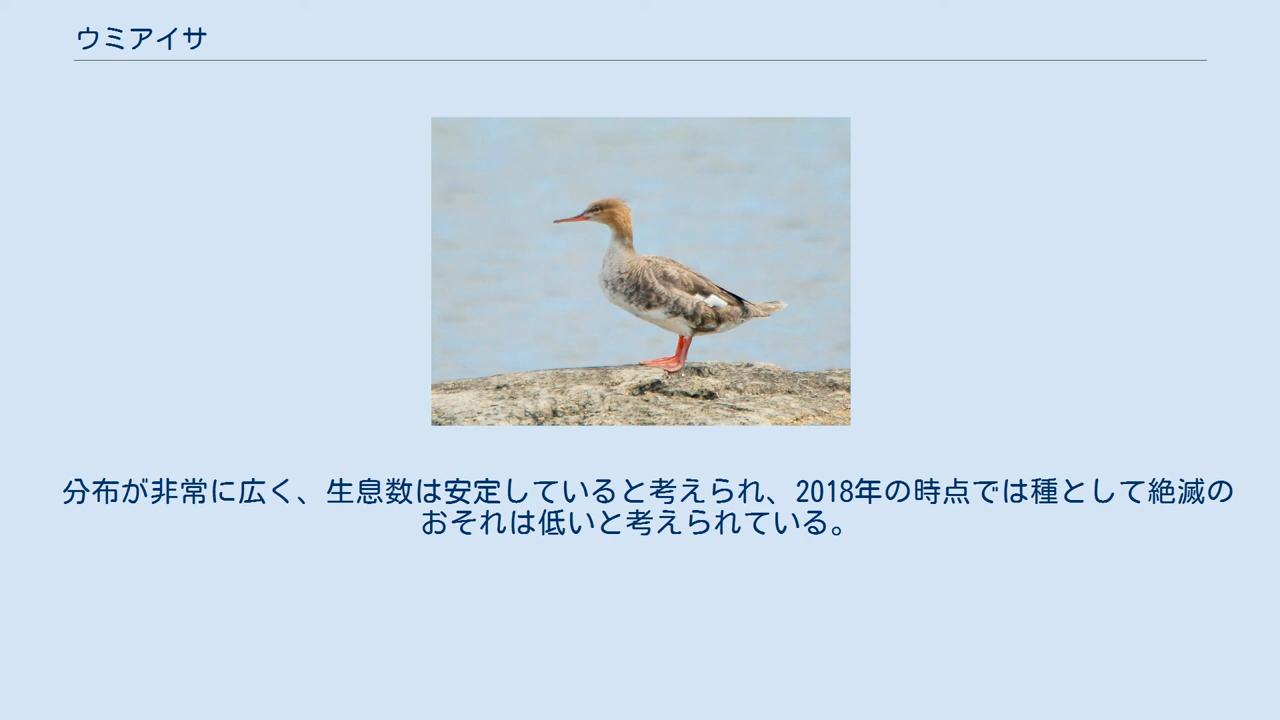 ウミアイサ
分布が非常に広く、生息数は安定していると考えられ、2018年の時点では種として絶滅の
おそれは低いと考えられている。